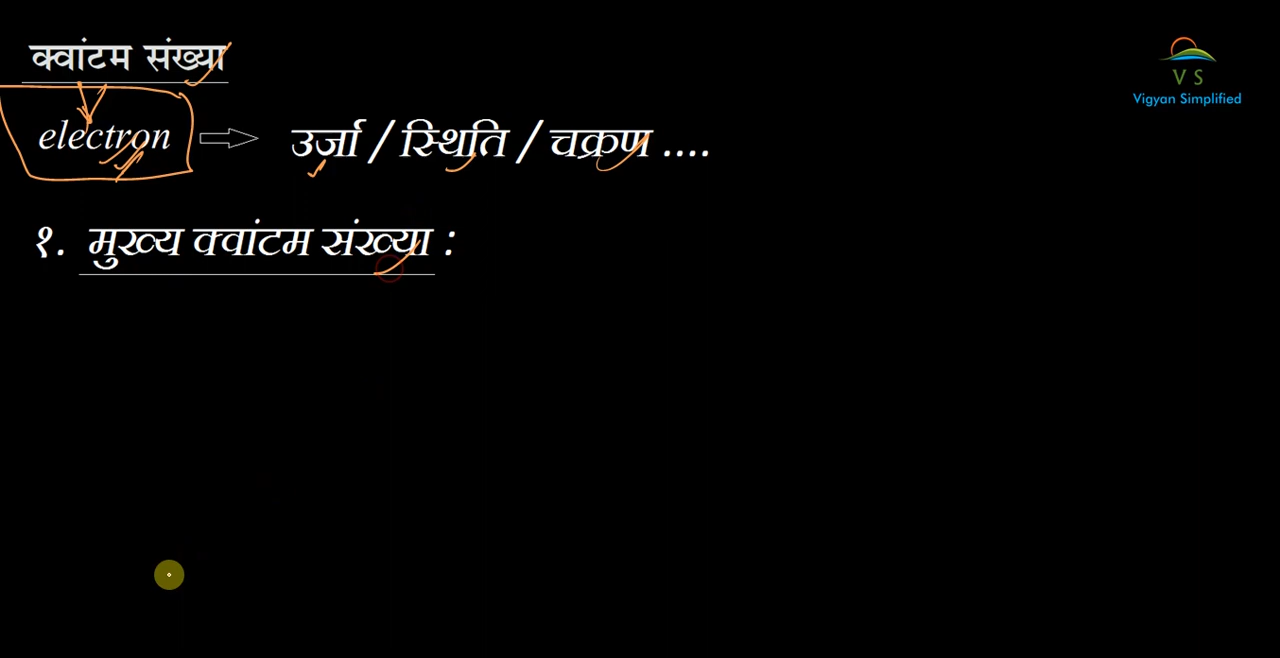 क्वांटम संख्या
V S
Vigyan Simplified
electron ⇒ उर्जा / स्थिति / चक्रण ....
१. मुख्य क्वांटम संख्या :